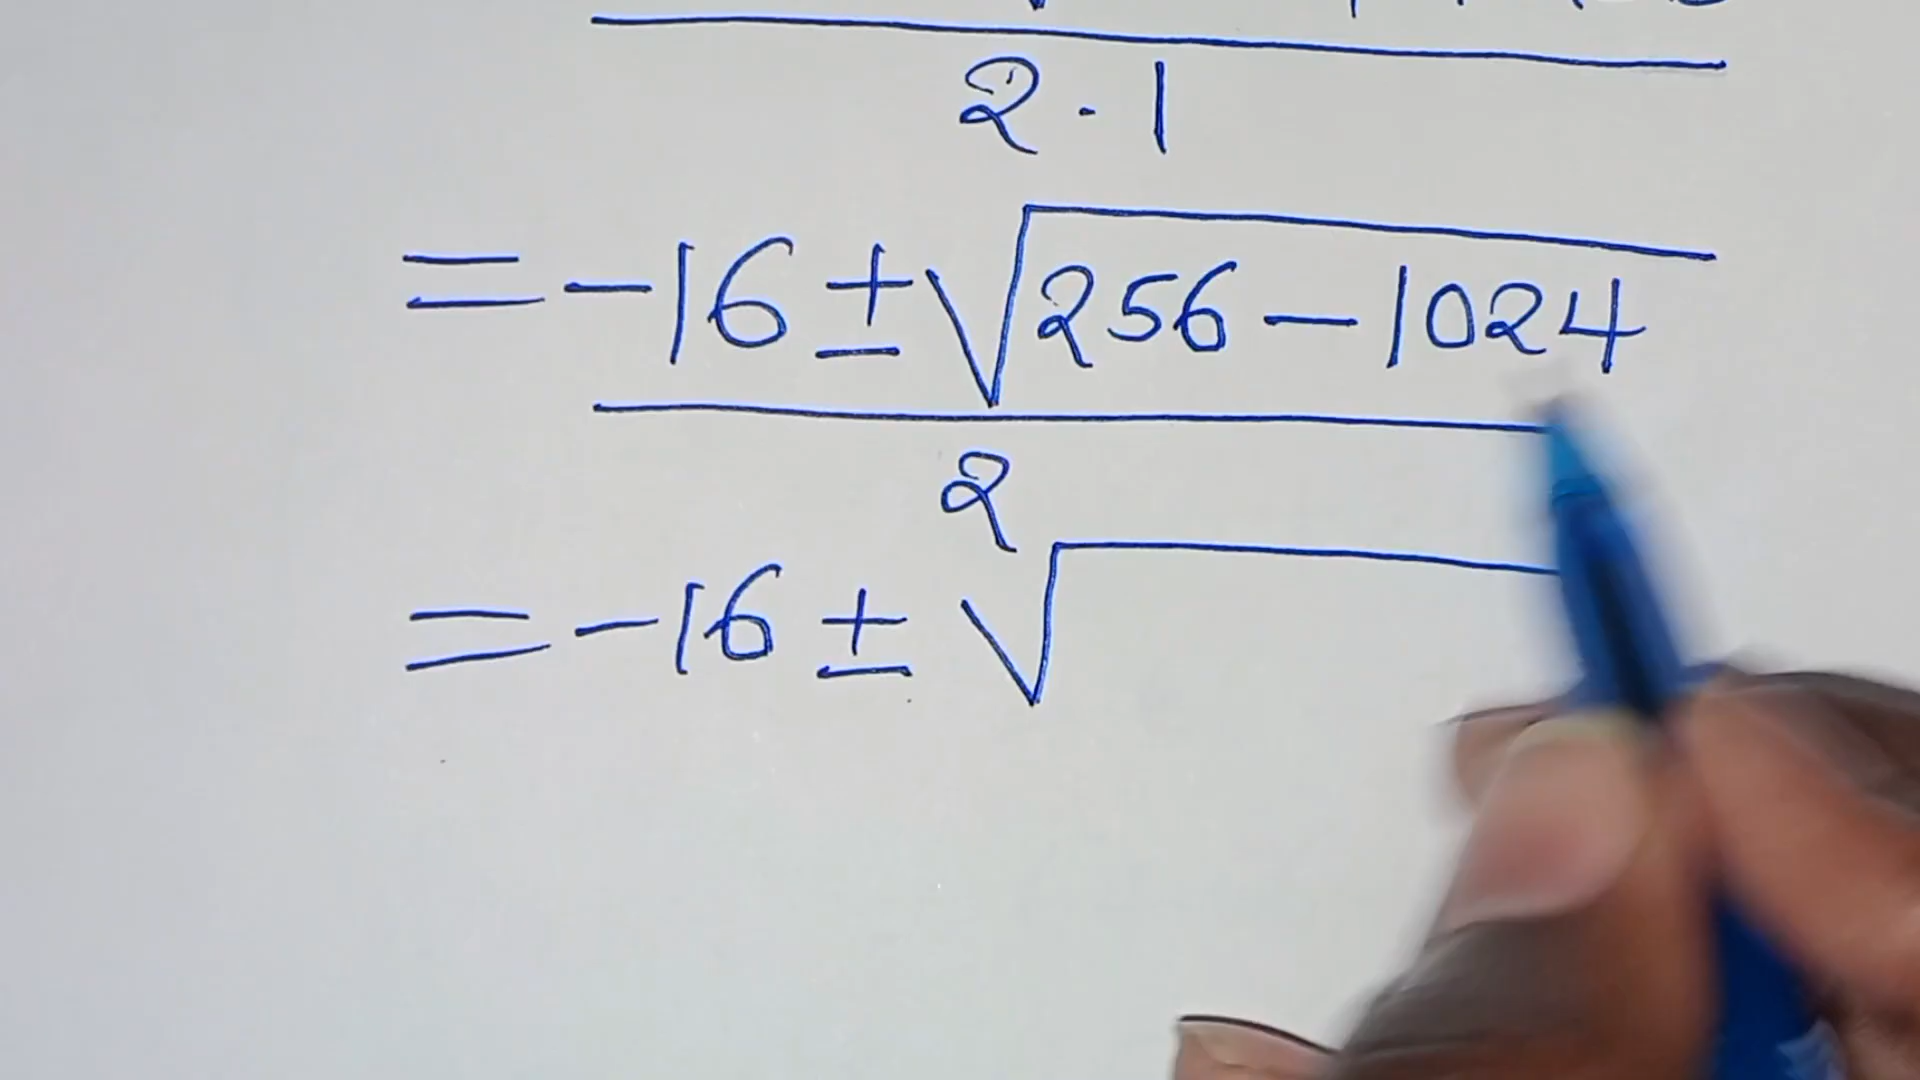 2 · 1
= -16 ± √256 - 1024
2
= -16 ± √